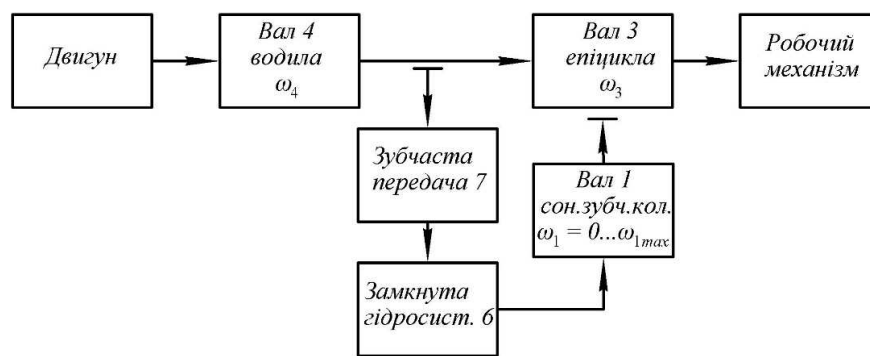 Двигун
Вал 4
водила
ω4
Вал 3
епіцикла
ω3
Робочий
механізм
Зубчаста
передача 7
Вал 1
сон.зубч.кол.
ω1 = 0...ω1max
Замкнута
гідросист. 6